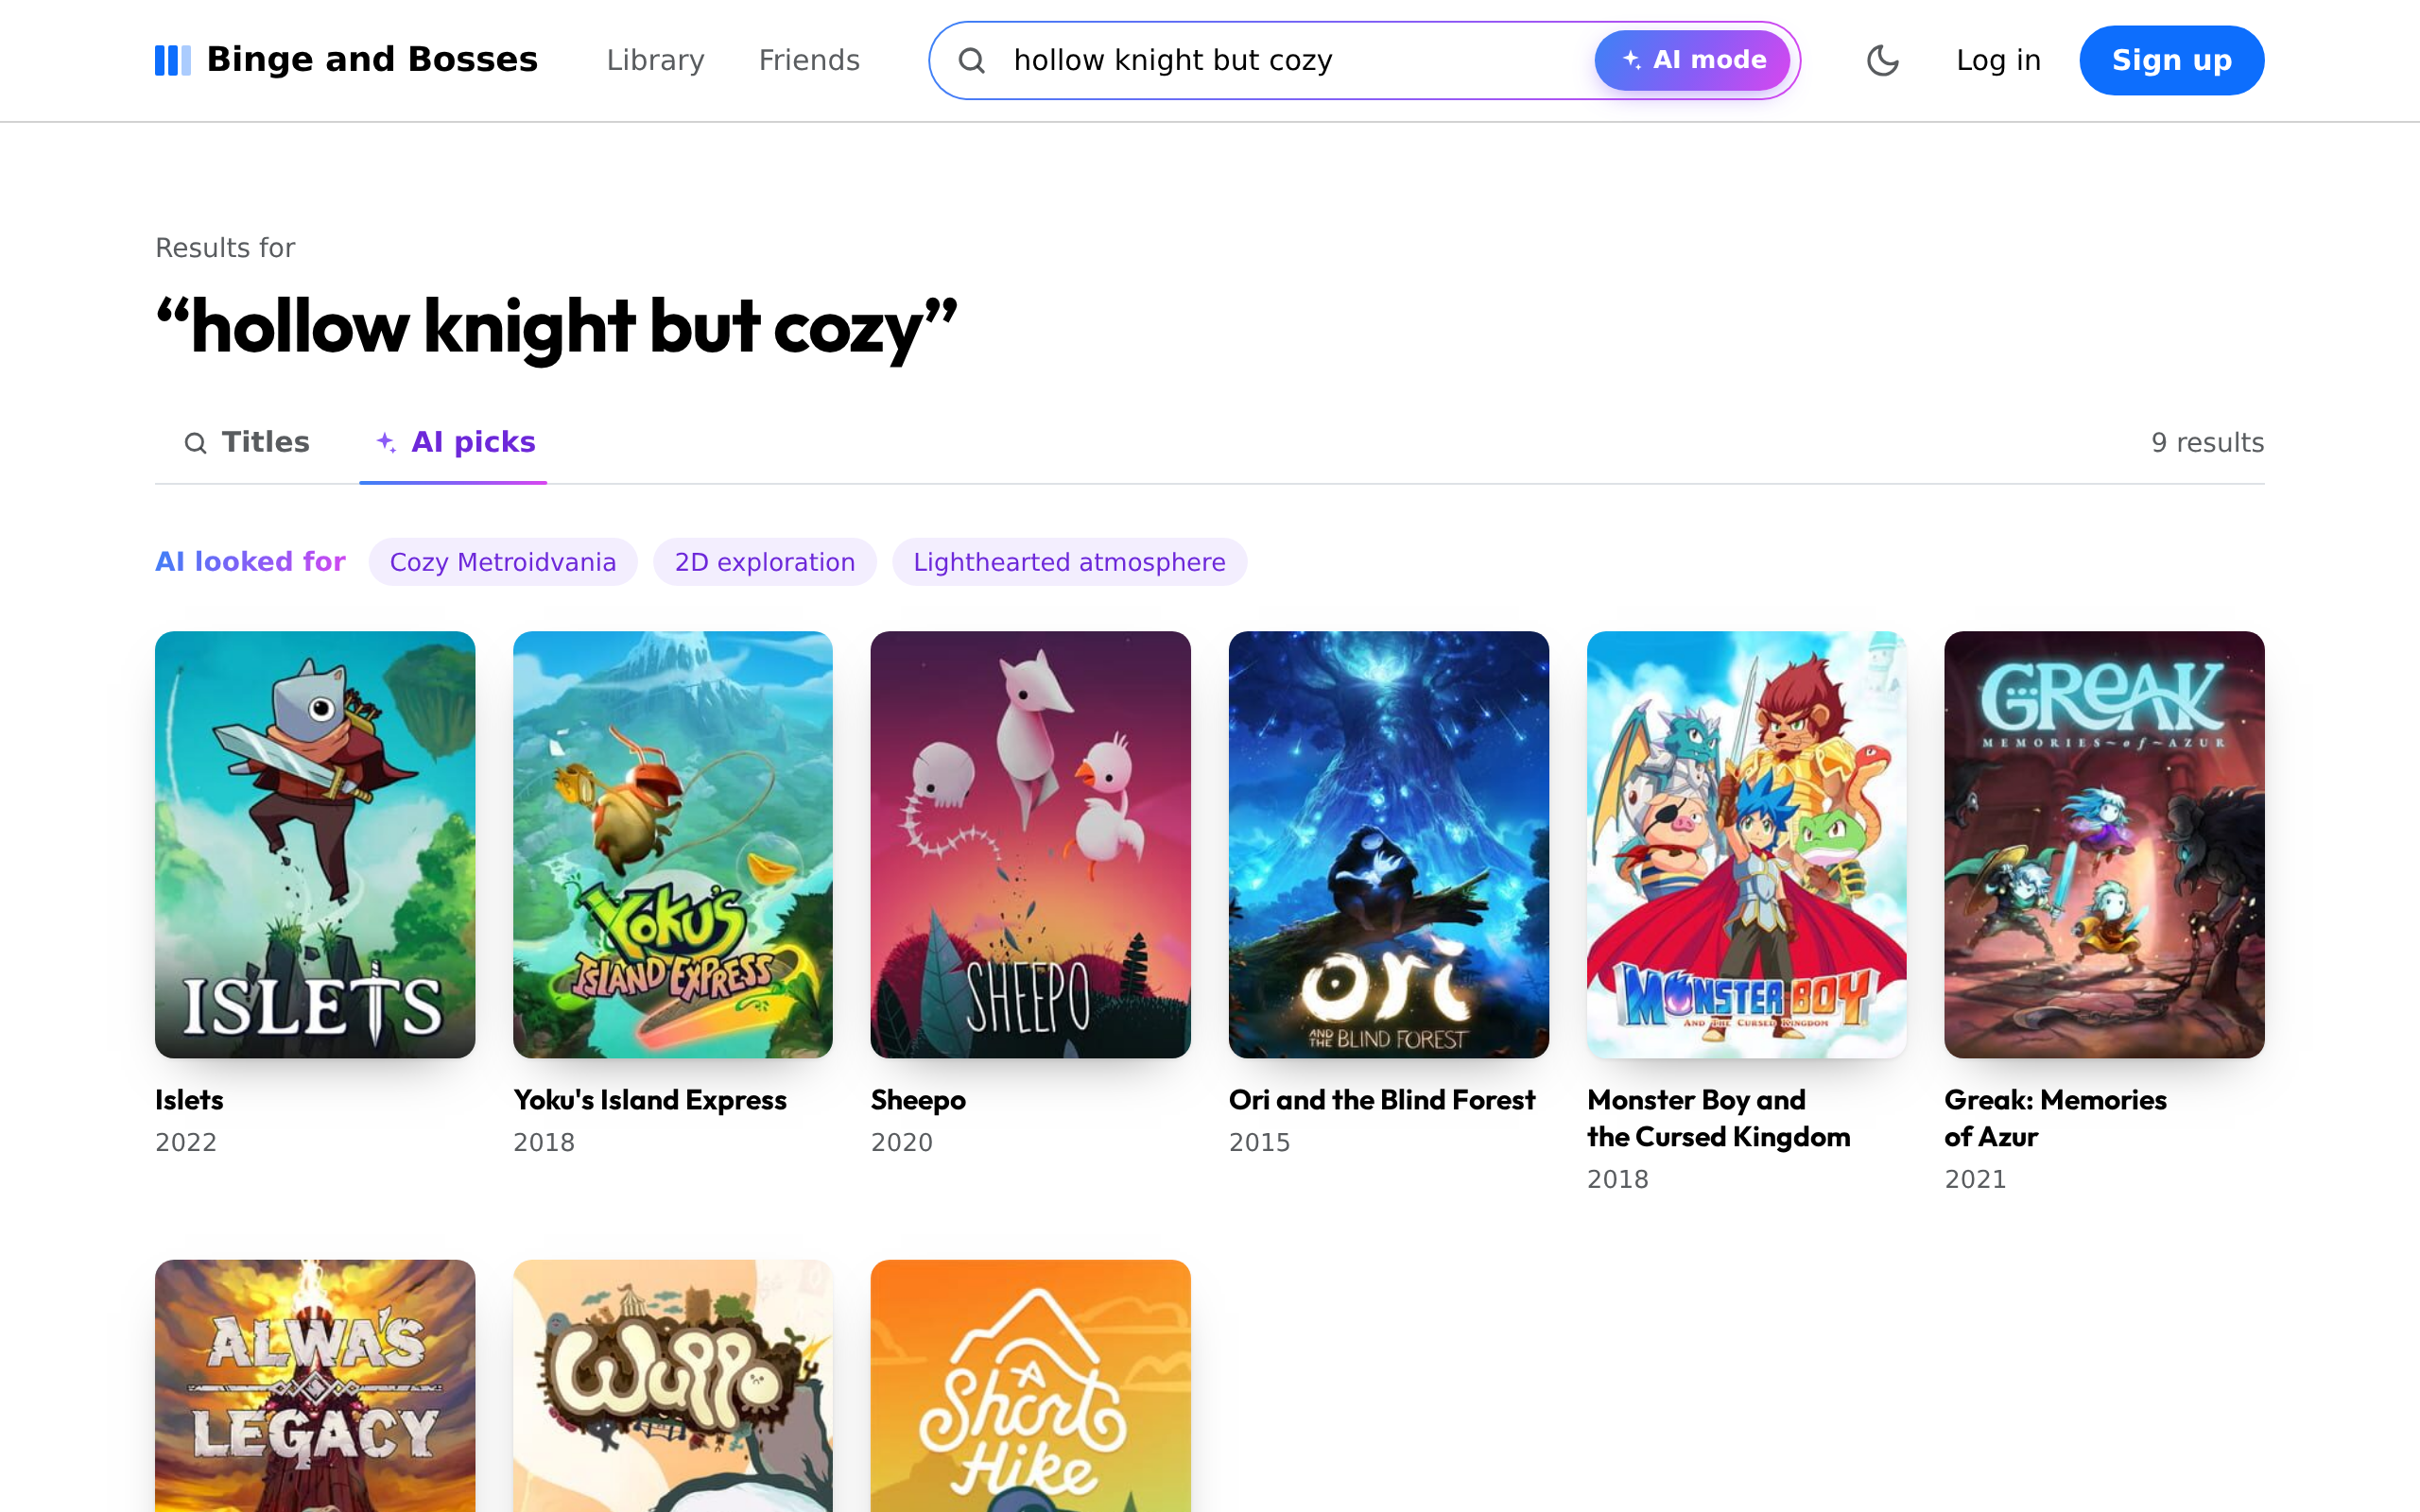 Binge and Bosses
Library
Friends
hollow knight but cozy
AI mode
Log in
Sign up
Results for
“hollow knight but cozy”
Titles
AI picks
9 results
AI looked for
Cozy Metroidvania
2D exploration
Lighthearted atmosphere
ISLETS
YOKU'S
ISLAND EXPRESS
SHEEPO
ori
AND THE BLIND FOREST
MONSTER BOY
AND THE CURSED KINGDOM
GREAK
MEMORIES~of~AZUR
Islets
2022
Yoku's Island Express
2018
Sheepo
2020
Ori and the Blind Forest
2015
Monster Boy and
the Cursed Kingdom
2018
Greak: Memories
of Azur
2021
ALWA'S
LEGACY
Wuppo
A
Short
Hike